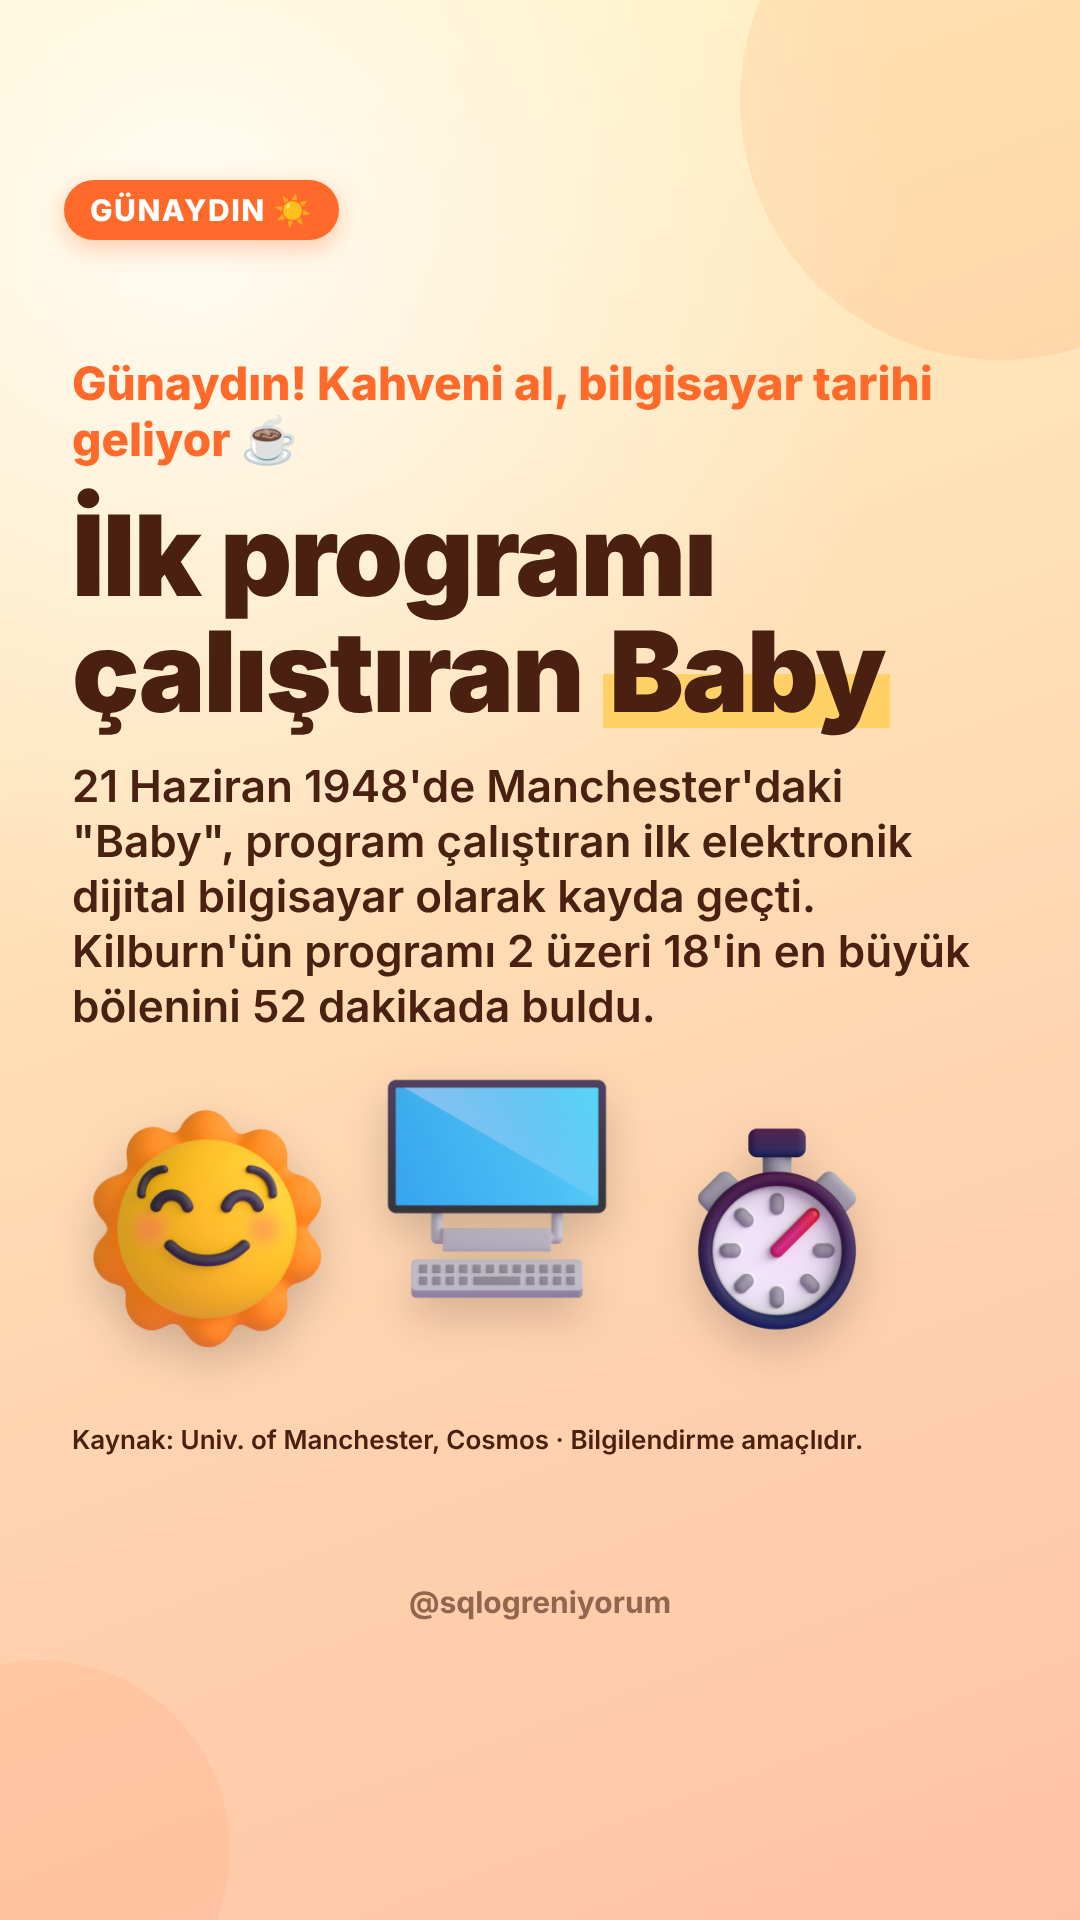 GÜNAYDIN ☀️
Günaydın! Kahveni al, bilgisayar tarihi
geliyor ☕
İlk programı
çalıştıran Baby
21 Haziran 1948'de Manchester'daki
"Baby", program çalıştıran ilk elektronik
dijital bilgisayar olarak kayda geçti.
Kilburn'ün programı 2 üzeri 18'in en büyük
bölenini 52 dakikada buldu.
Kaynak: Univ. of Manchester, Cosmos · Bilgilendirme amaçlıdır.
@sqlogreniyorum